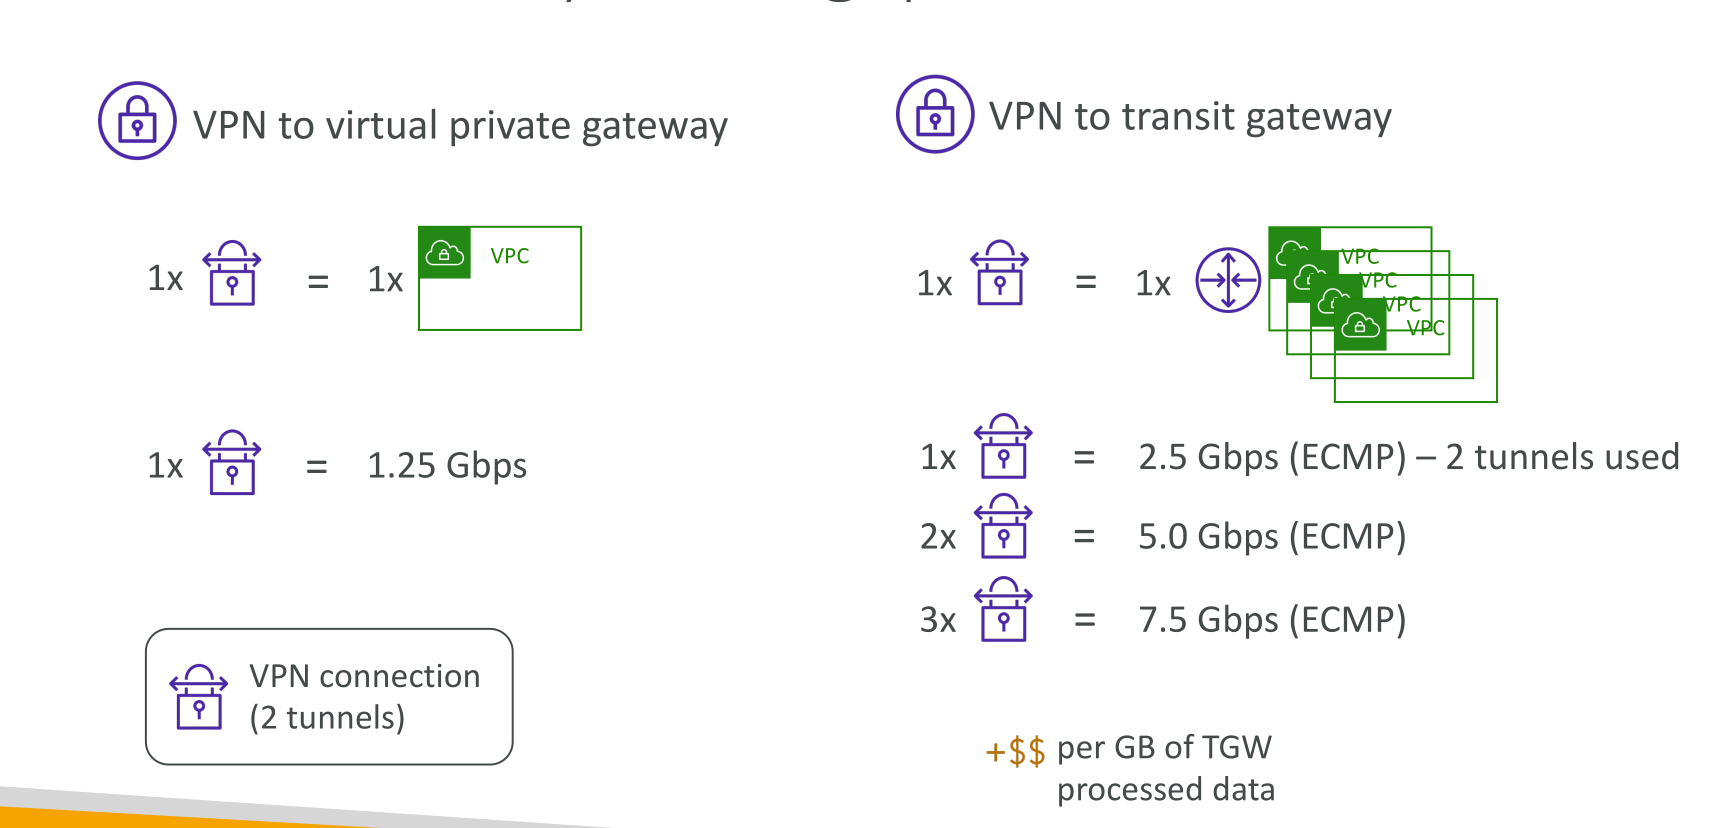 VPN to virtual private gateway
1x = 1x VPC
1x = 1.25 Gbps
VPN connection
(2 tunnels)
VPN to transit gateway
1x = 1x VPC
VPC
VPC
VPC
1x = 2.5 Gbps (ECMP) – 2 tunnels used
2x = 5.0 Gbps (ECMP)
3x = 7.5 Gbps (ECMP)
+$$ per GB of TGW
processed data